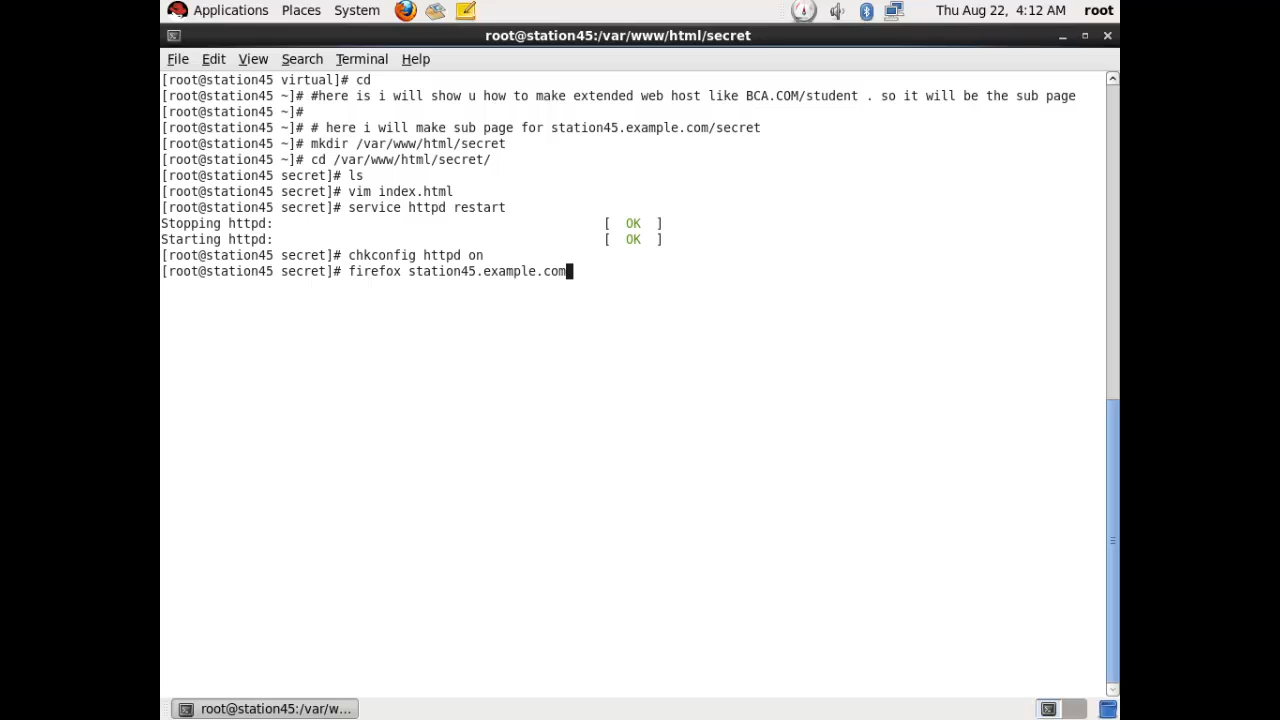 Applications Places System Thu Aug 22, 4:12 AM root
root@station45:/var/www/html/secret
File Edit View Search Terminal Help
[root@station45 virtual]# cd
[root@station45 ~]# #here is i will show u how to make extended web host like BCA.COM/student . so it will be the sub page
[root@station45 ~]#
[root@station45 ~]# # here i will make sub page for station45.example.com/secret
[root@station45 ~]# mkdir /var/www/html/secret
[root@station45 ~]# cd /var/www/html/secret/
[root@station45 secret]# ls
[root@station45 secret]# vim index.html
[root@station45 secret]# service httpd restart
Stopping httpd: [ OK ]
Starting httpd: [ OK ]
[root@station45 secret]# chkconfig httpd on
[root@station45 secret]# firefox station45.example.com
root@station45:/var/w...